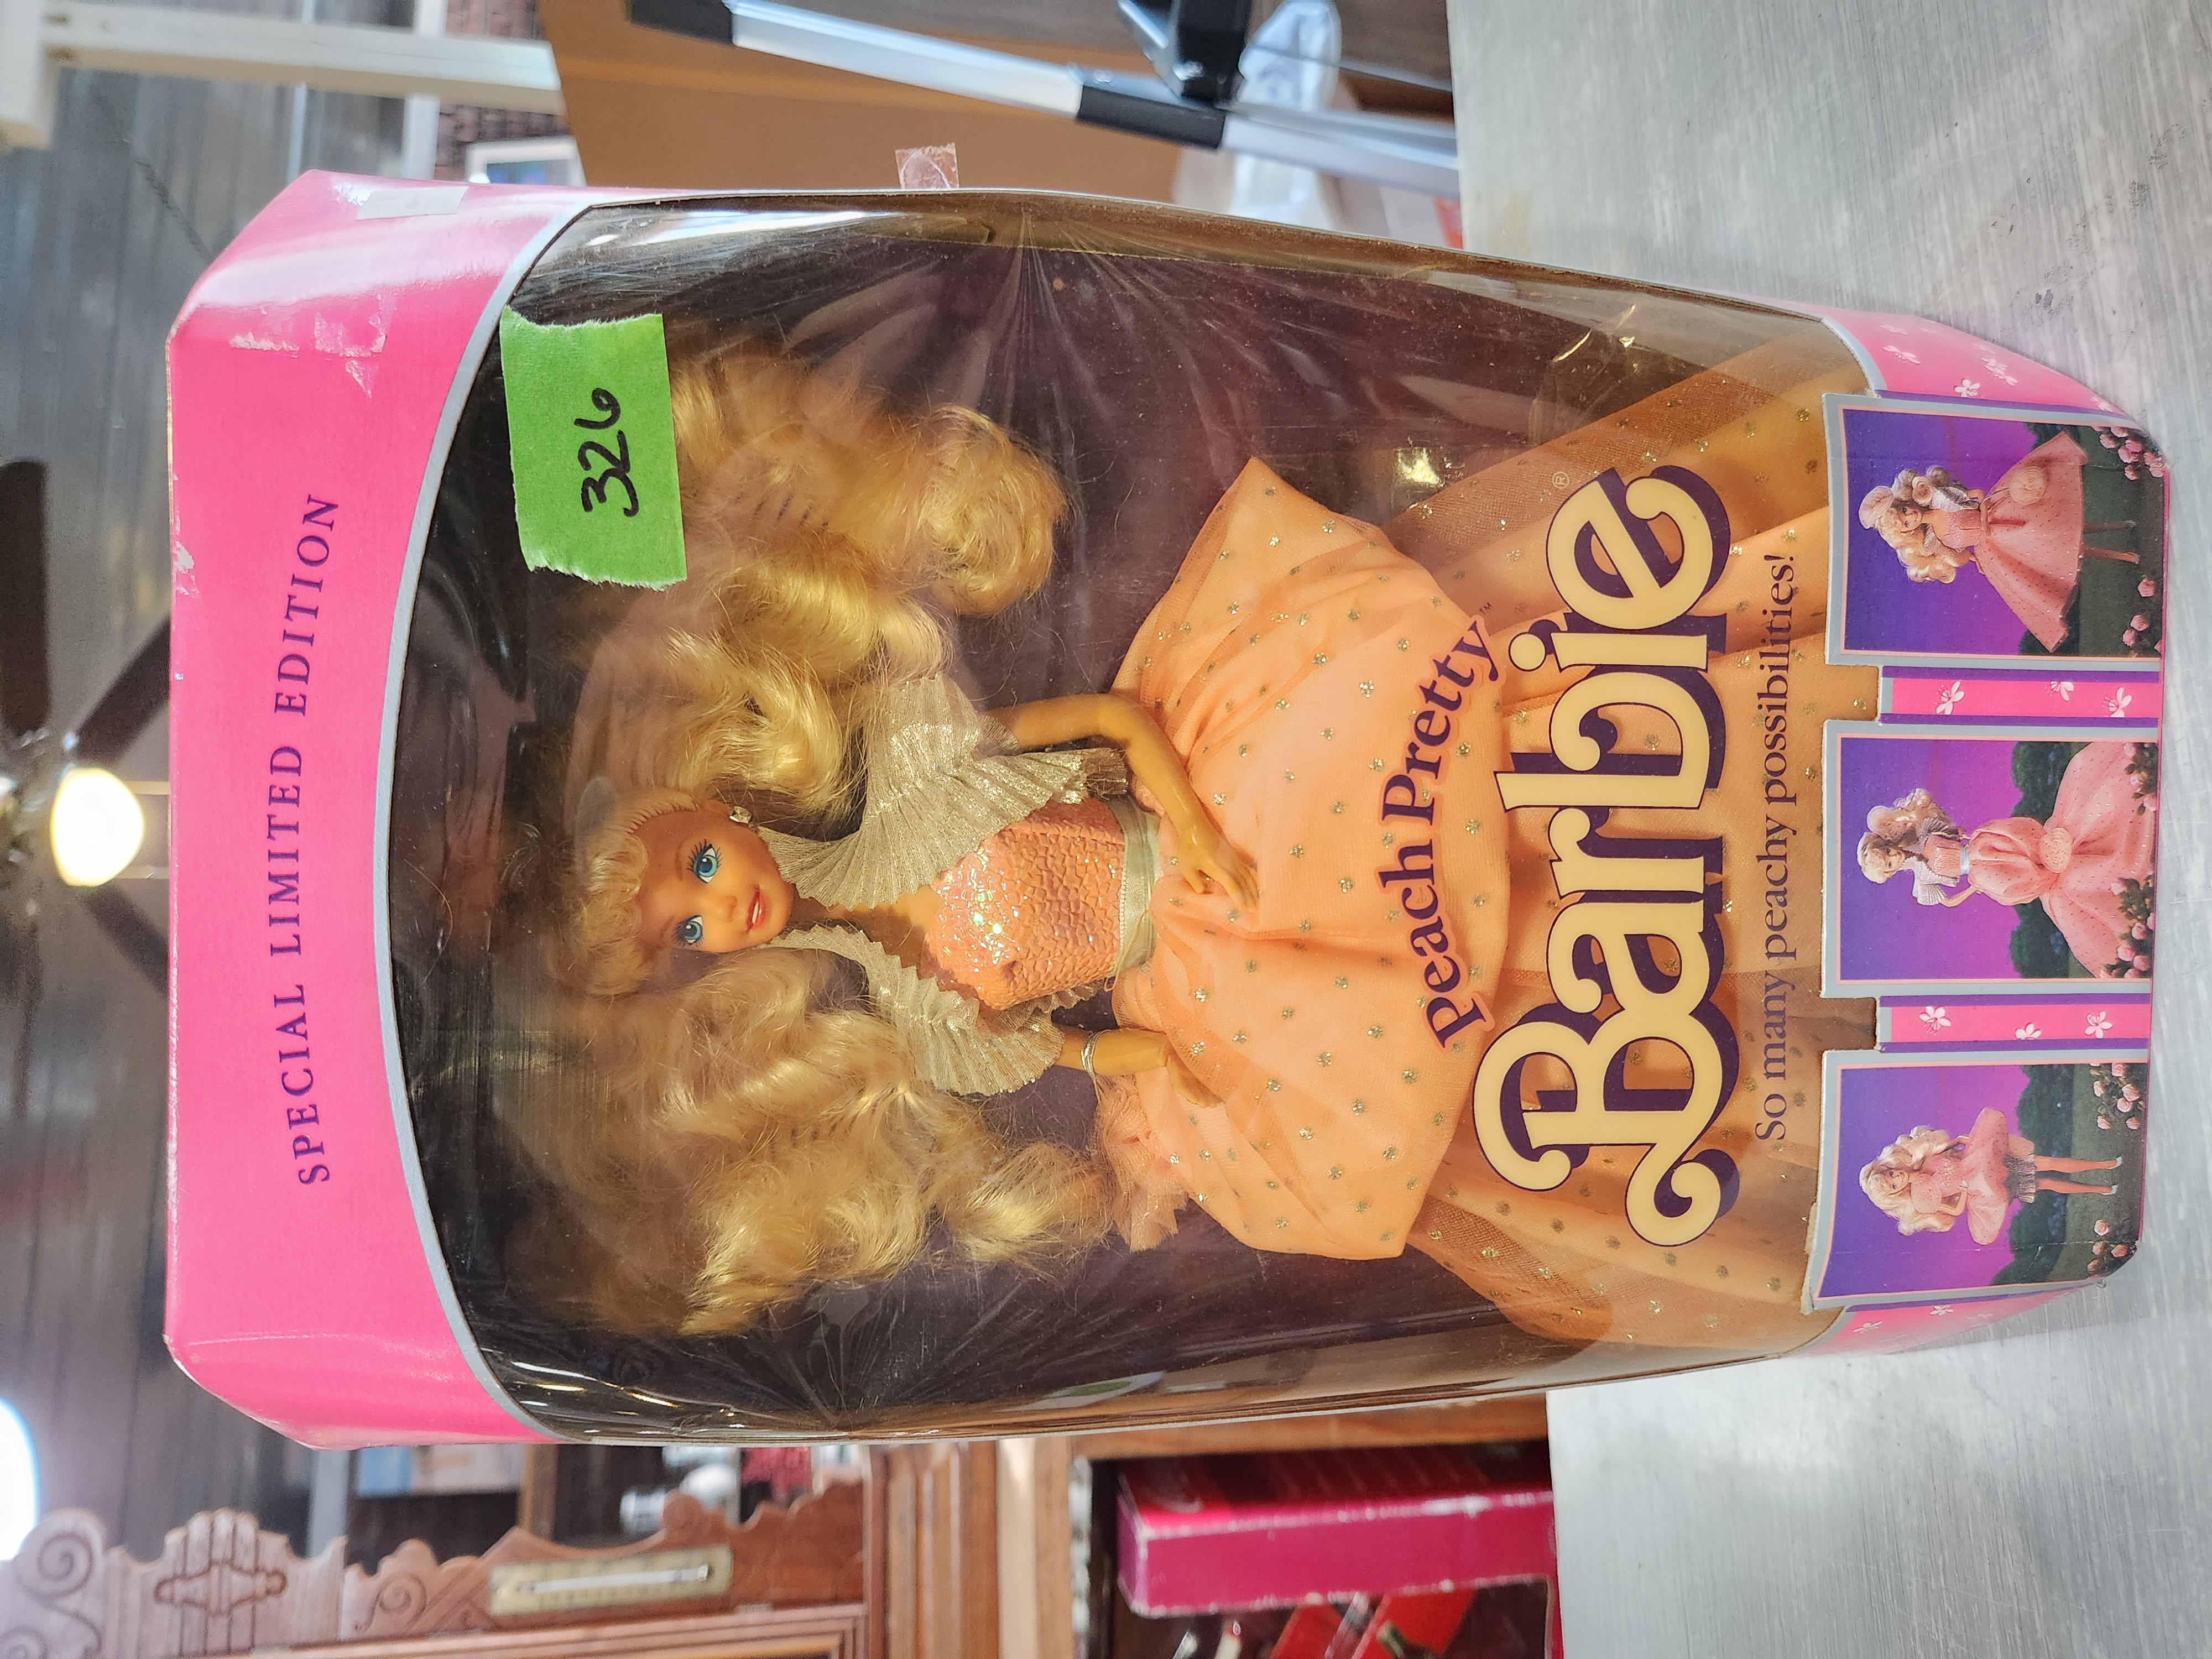 SPECIAL LIMITED EDITION
326
Peach Pretty™
Barbie®
So many peachy possibilities!